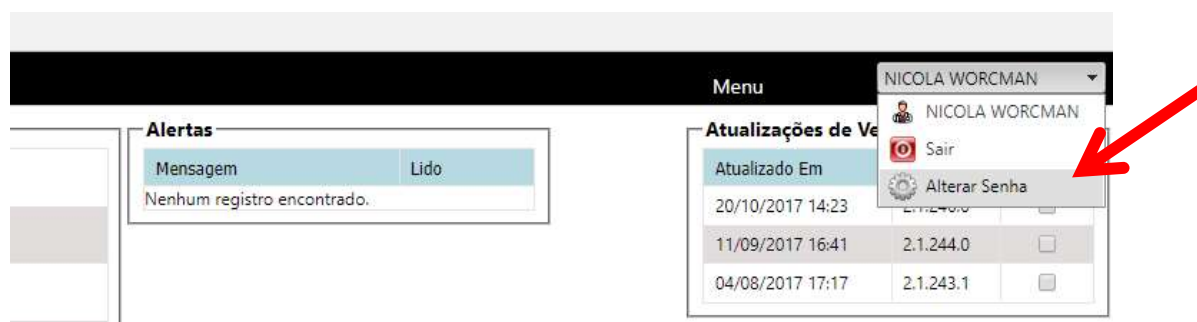 Menu
NICOLA WORCMAN
NICOLA WORCMAN
Sair
Alterar Senha
Alertas
Mensagem Lido
Nenhum registro encontrado.
Atualizações de
Atualizado Em
20/10/2017 14:23
11/09/2017 16:41 2.1.244.0
04/08/2017 17:17 2.1.243.1